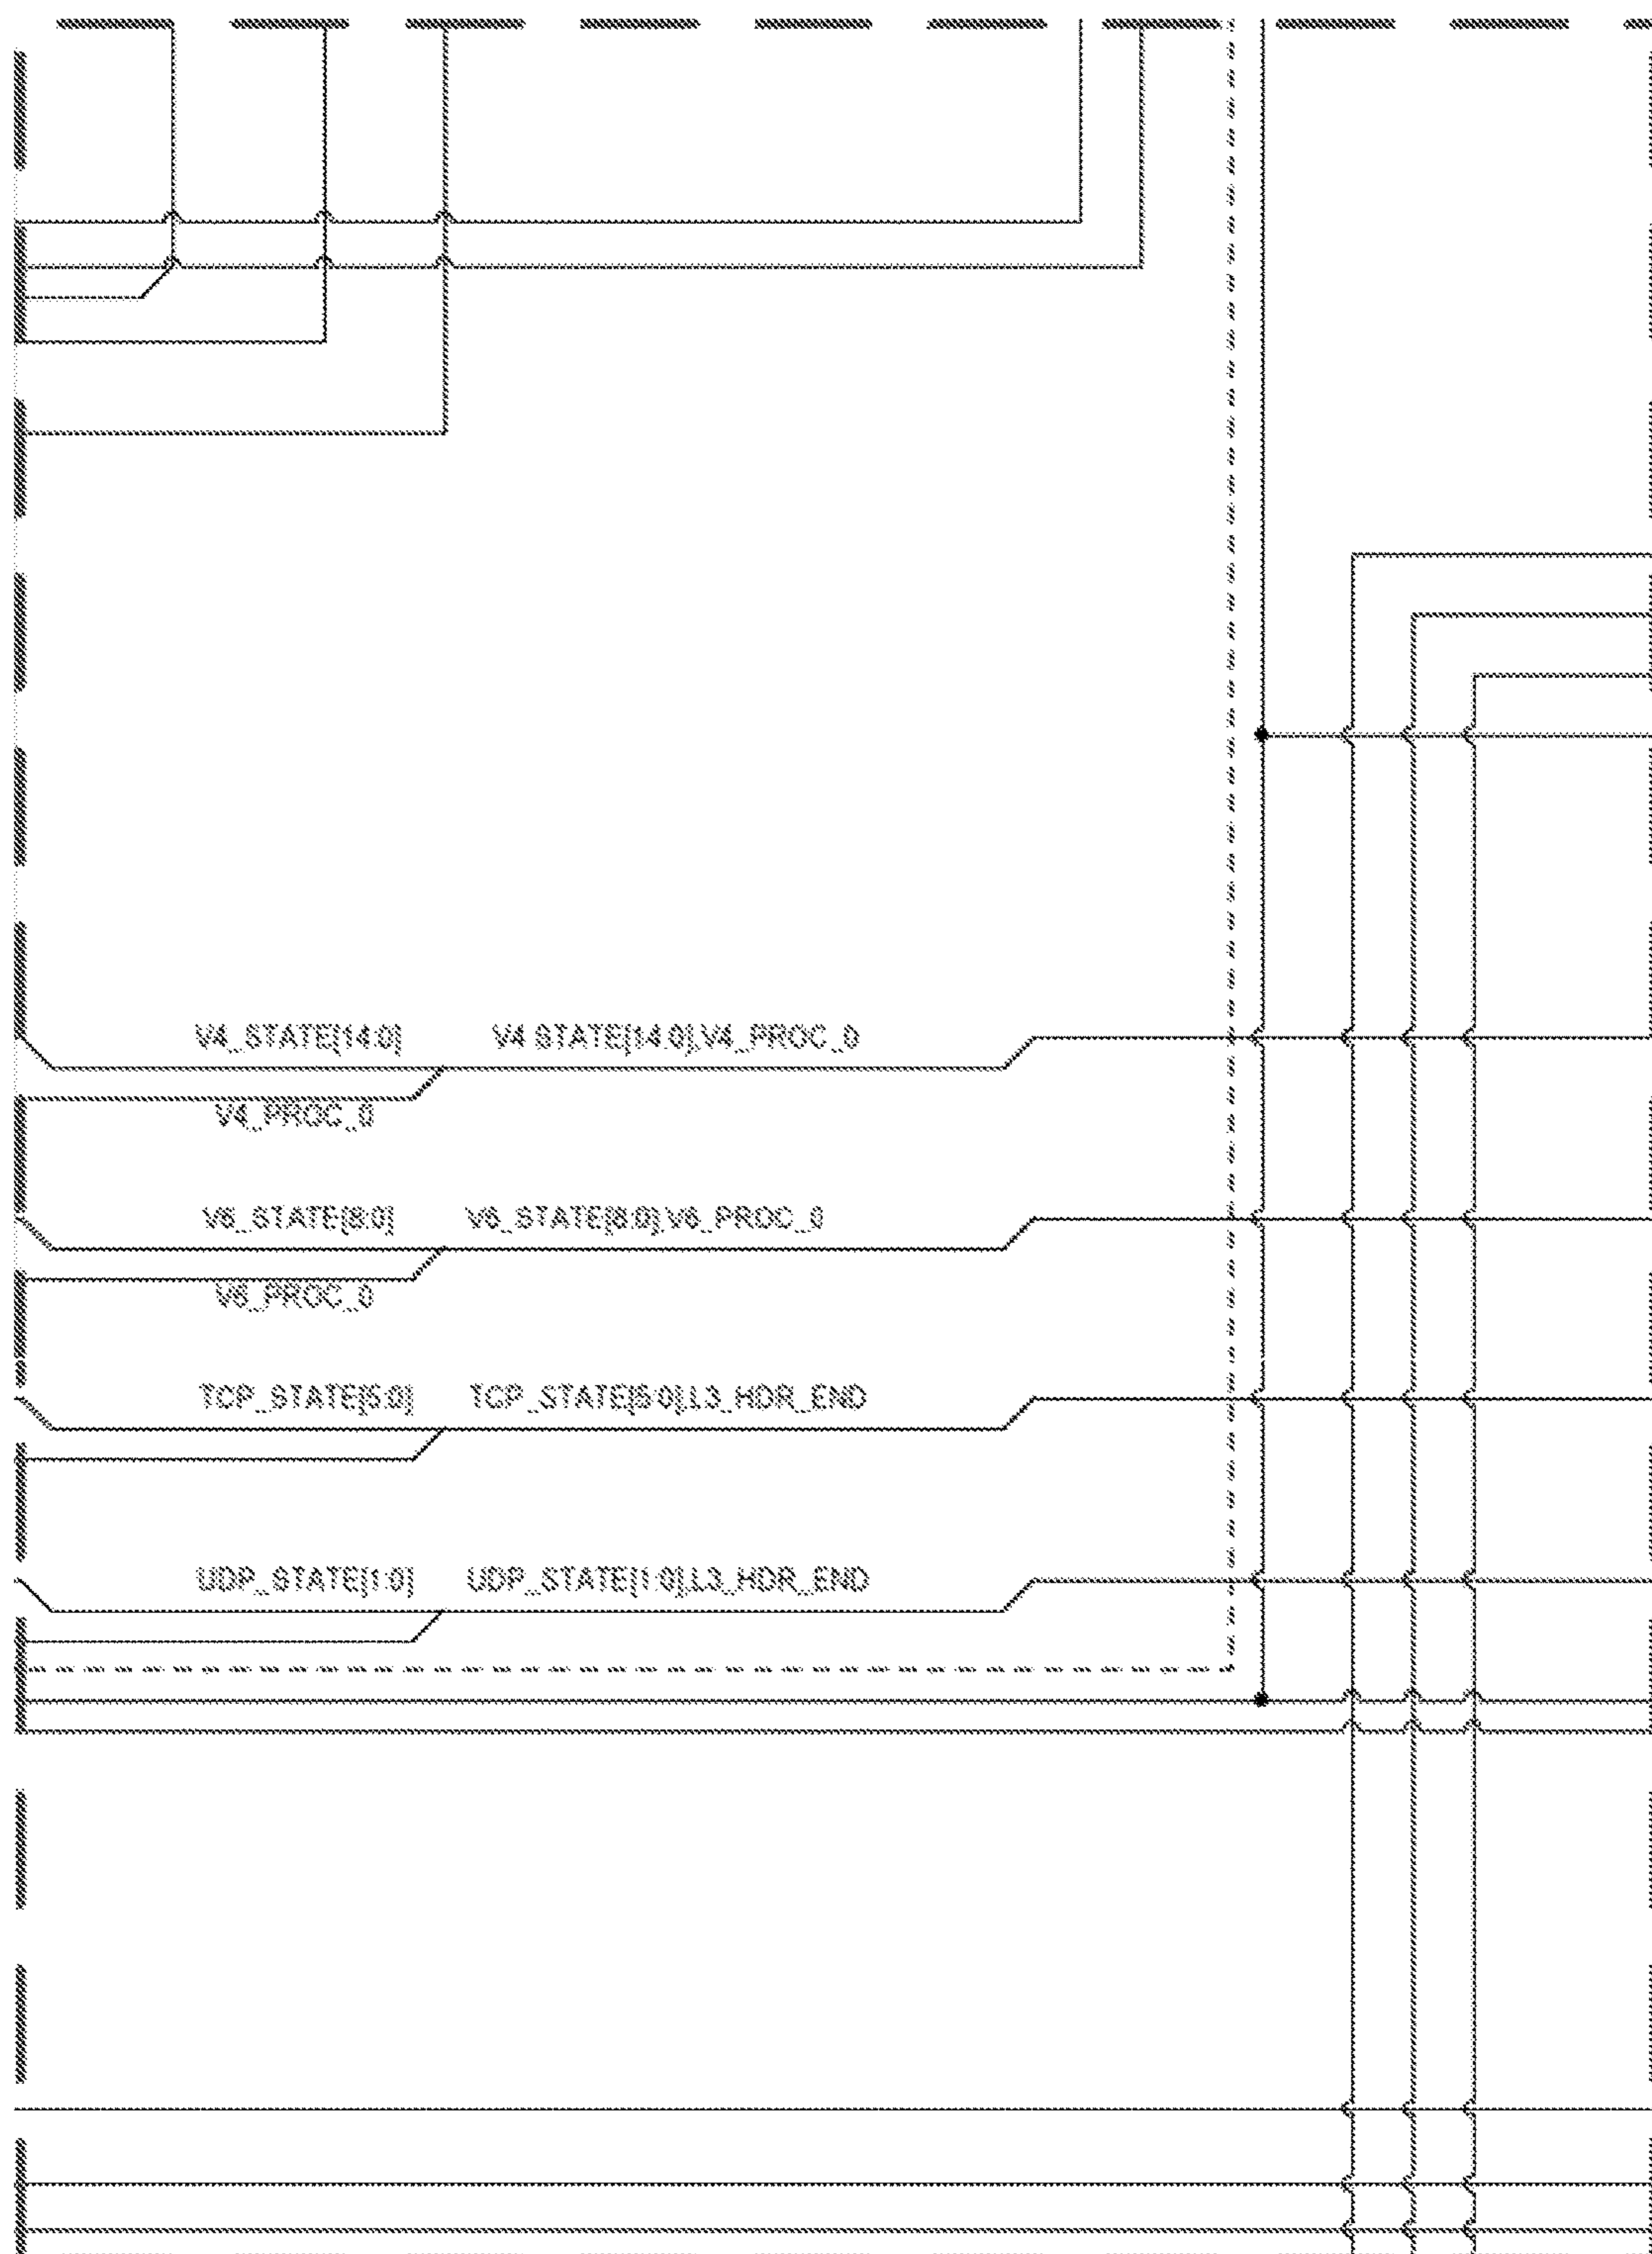 V4_STATE[14:0] V4 STATE[14:0],V4_PROC_0
V4_PROC_0
V6_STATE[8:0] V6_STATE[8:0],V6_PROC_0
V6_PROC_0
TCP_STATE[5:0] TCP_STATE[5:0],L3_HDR_END
UDP_STATE[1:0] UDP_STATE[1:0],L3_HDR_END